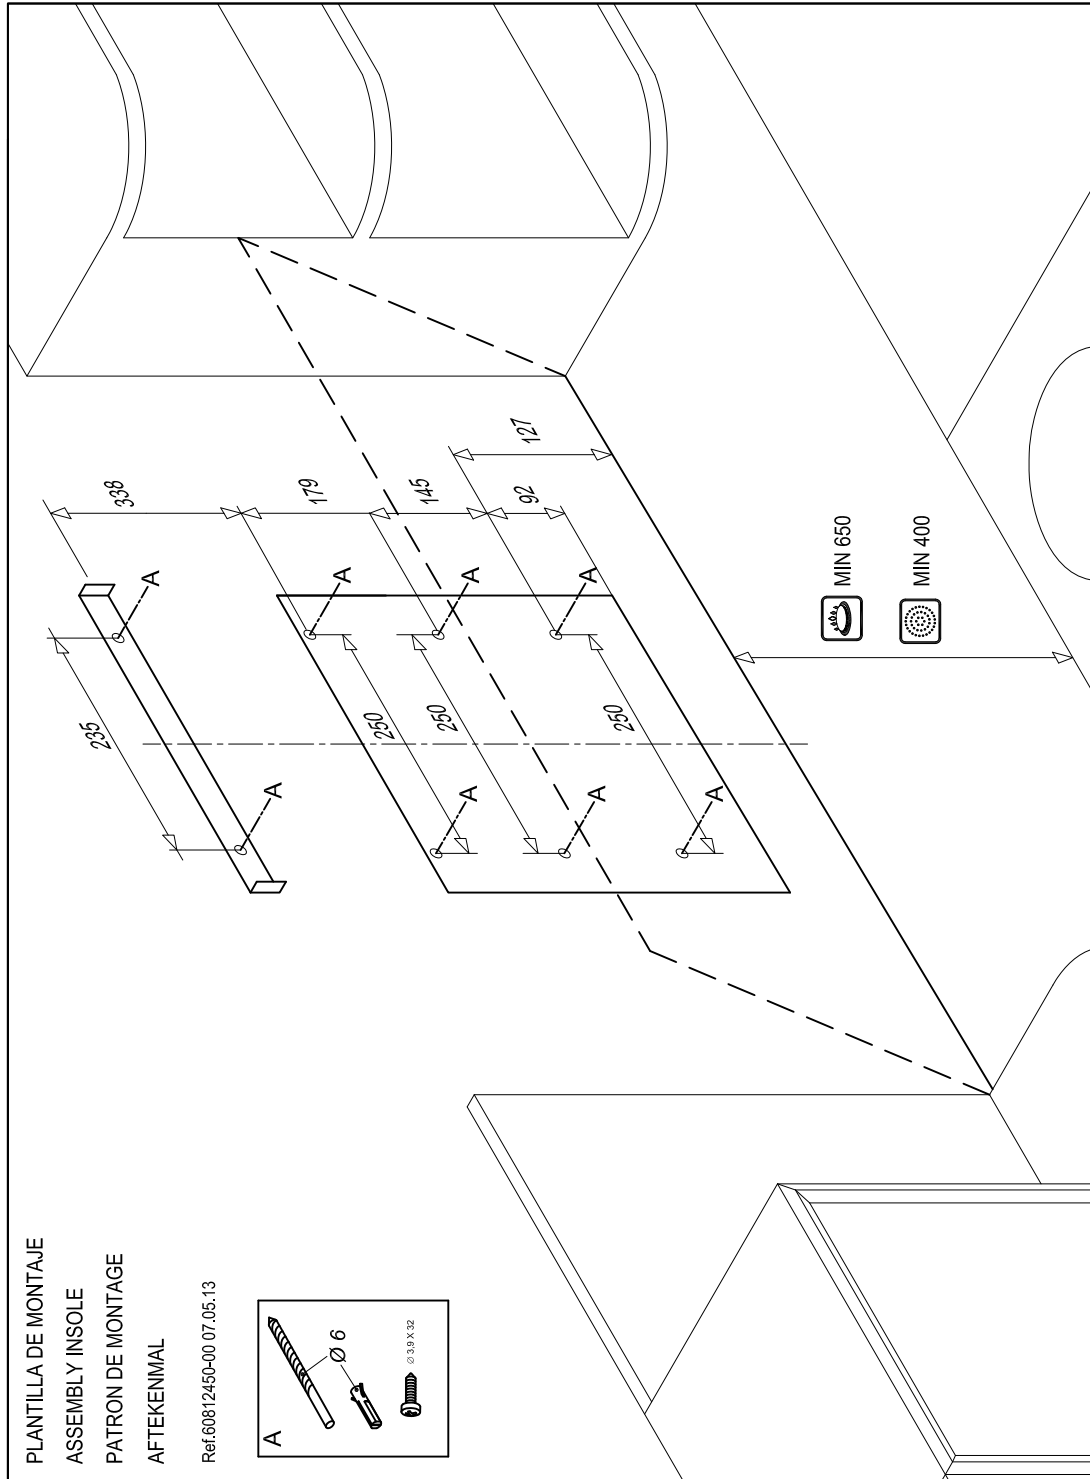 PLANTILLA DE MONTAJE
ASSEMBLY INSOLE
PATRON DE MONTAGE
AFTEKENMAL
Ref.60812450-00 07.05.13
A
Ø 6
Ø 3,9 X 32
235
338
A
A
179
145
92
127
A
A
A
250
250
250
A
A
A
MIN 650
MIN 400